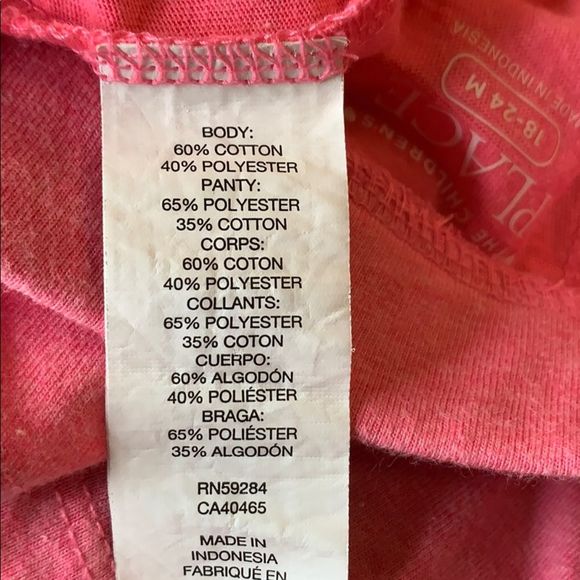 BODY:
60% COTTON
40% POLYESTER
PANTY:
65% POLYESTER
35% COTTON
CORPS:
60% COTON
40% POLYESTER
COLLANTS:
65% POLYESTER
35% COTON
CUERPO:
60% ALGODÓN
40% POLIÉSTER
BRAGA:
65% POLIÉSTER
35% ALGODÓN
RN59284
CA40465
MADE IN
INDONESIA
FABRIQUÉ EN
THE CHILDREN'S
PLACE
18-24 M
MADE IN INDONESIA